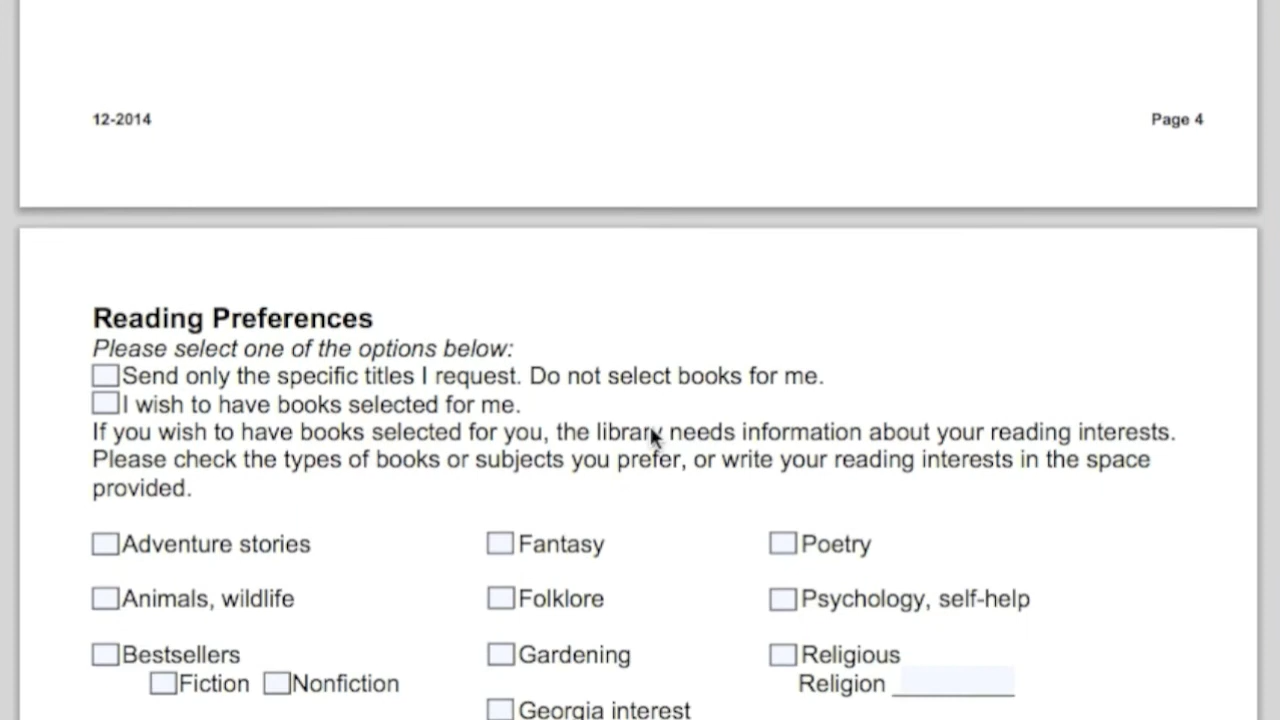 12-2014 Page 4
Reading Preferences
Please select one of the options below:
Send only the specific titles I request. Do not select books for me.
I wish to have books selected for me.
If you wish to have books selected for you, the library needs information about your reading interests.
Please check the types of books or subjects you prefer, or write your reading interests in the space
provided.
Adventure stories Fantasy Poetry
Animals, wildlife Folklore Psychology, self-help
Bestsellers Gardening Religious
Fiction Nonfiction Religion
Georgia interest